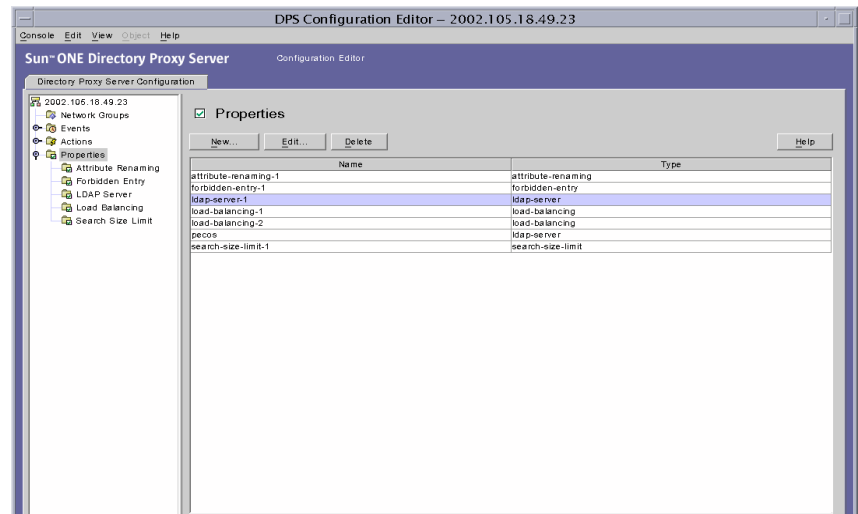 DPS Configuration Editor – 2002.105.18.49.23
Console Edit View Object Help
Sun™ ONE Directory Proxy Server Configuration Editor
Directory Proxy Server Configuration
2002.105.18.49.23
Network Groups
Events
Actions
Properties
Attribute Renaming
Forbidden Entry
LDAP Server
Load Balancing
Search Size Limit
Properties
New... Edit... Delete Help
Name Type
attribute-renaming-1 attribute-renaming
forbidden-entry-1 forbidden-entry
ldap-server-1 ldap-server
load-balancing-1 load-balancing
load-balancing-2 load-balancing
pecos ldap-server
search-size-limit-1 search-size-limit